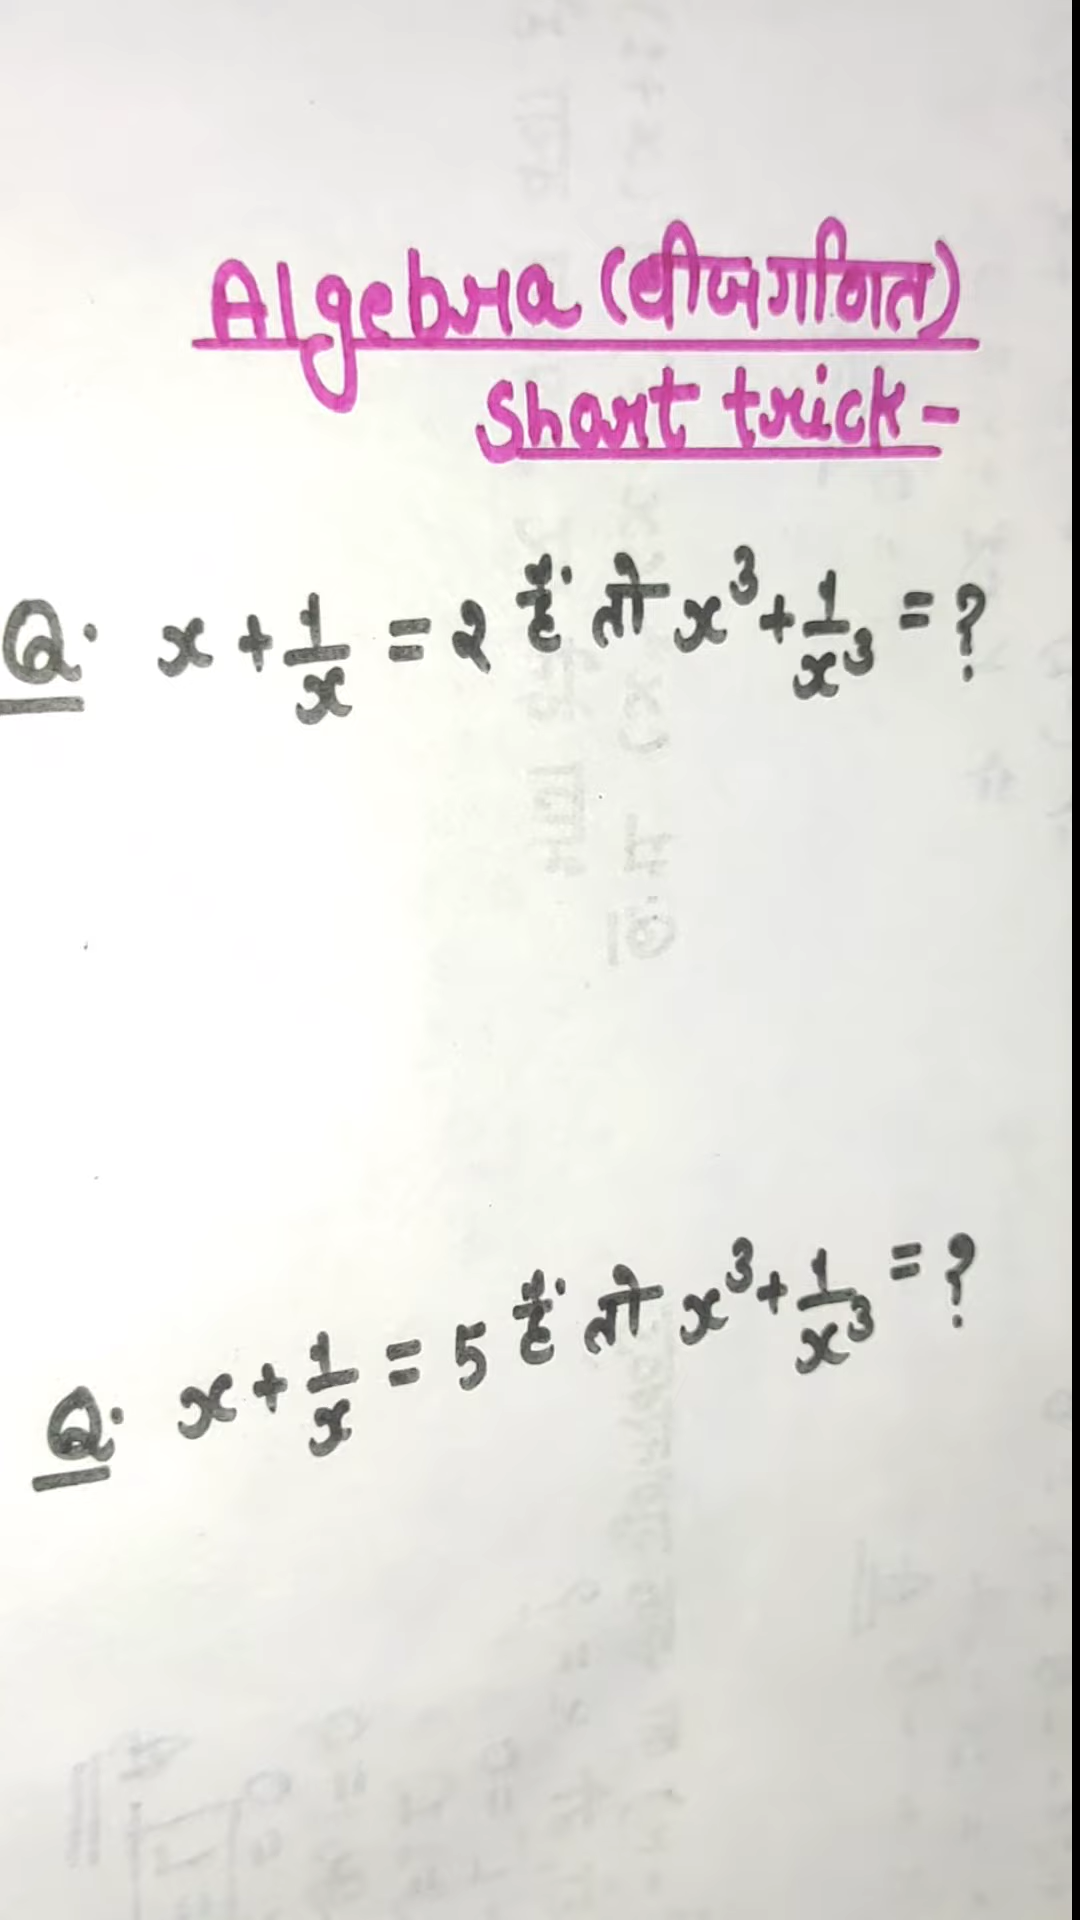 Algebra (बीजगणित)
Short trick -
Q. x + 1/x = 2 हैं तो x³ + 1/x³ = ?
Q. x + 1/x = 5 हैं तो x³ + 1/x³ = ?